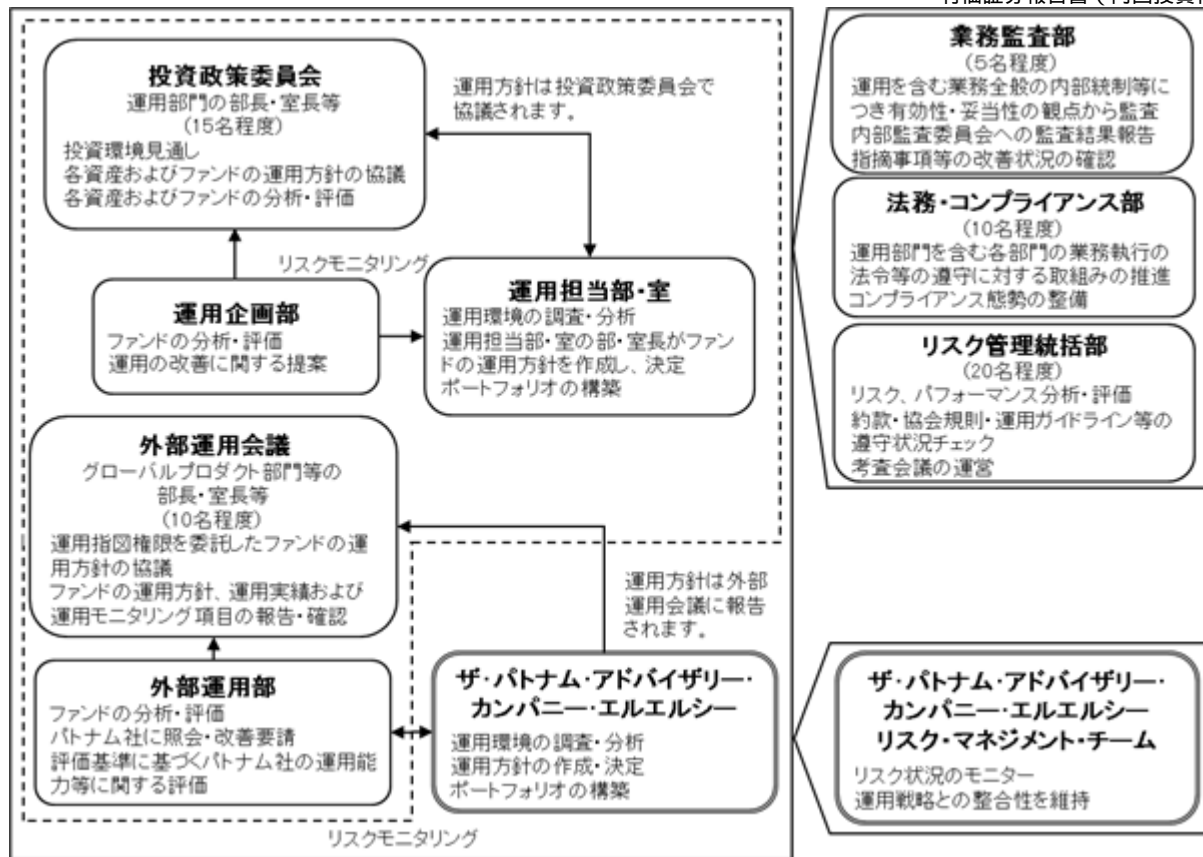 有価証券報告書（内国投資信
投資政策委員会
運用部門の部長・室長等
(15名程度)
投資環境見通し
各資産およびファンドの運用方針の協議
各資産およびファンドの分析・評価
運用方針は投資政策委員会で
協議されます。
リスクモニタリング
運用企画部
ファンドの分析・評価
運用の改善に関する提案
運用担当部・室
運用環境の調査・分析
運用担当部・室の部・室長がファン
ドの運用方針を作成し、決定
ポートフォリオの構築
外部運用会議
グローバルプロダクト部門等の
部長・室長等
(10名程度)
運用指図権限を委託したファンドの運
用方針の協議
ファンドの運用方針、運用実績および
運用モニタリング項目の報告・確認
運用方針は外部
運用会議に報告
されます。
外部運用部
ファンドの分析・評価
パトナム社に照会・改善要請
評価基準に基づくパトナム社の運用能
力等に関する評価
ザ・パトナム・アドバイザリー・
カンパニー・エルエルシー
運用環境の調査・分析
運用方針の作成・決定
ポートフォリオの構築
リスクモニタリング
業務監査部
(5名程度)
運用を含む業務全般の内部統制等に
つき有効性・妥当性の観点から監査
内部監査委員会への監査結果報告
指摘事項等の改善状況の確認
法務・コンプライアンス部
(10名程度)
運用部門を含む各部門の業務執行の
法令等の遵守に対する取組みの推進
コンプライアンス態勢の整備
リスク管理統括部
(20名程度)
リスク、パフォーマンス分析・評価
約款・協会規則・運用ガイドライン等の
遵守状況チェック
考査会議の運営
ザ・パトナム・アドバイザリー・
カンパニー・エルエルシー
リスク・マネジメント・チーム
リスク状況のモニター
運用戦略との整合性を維持